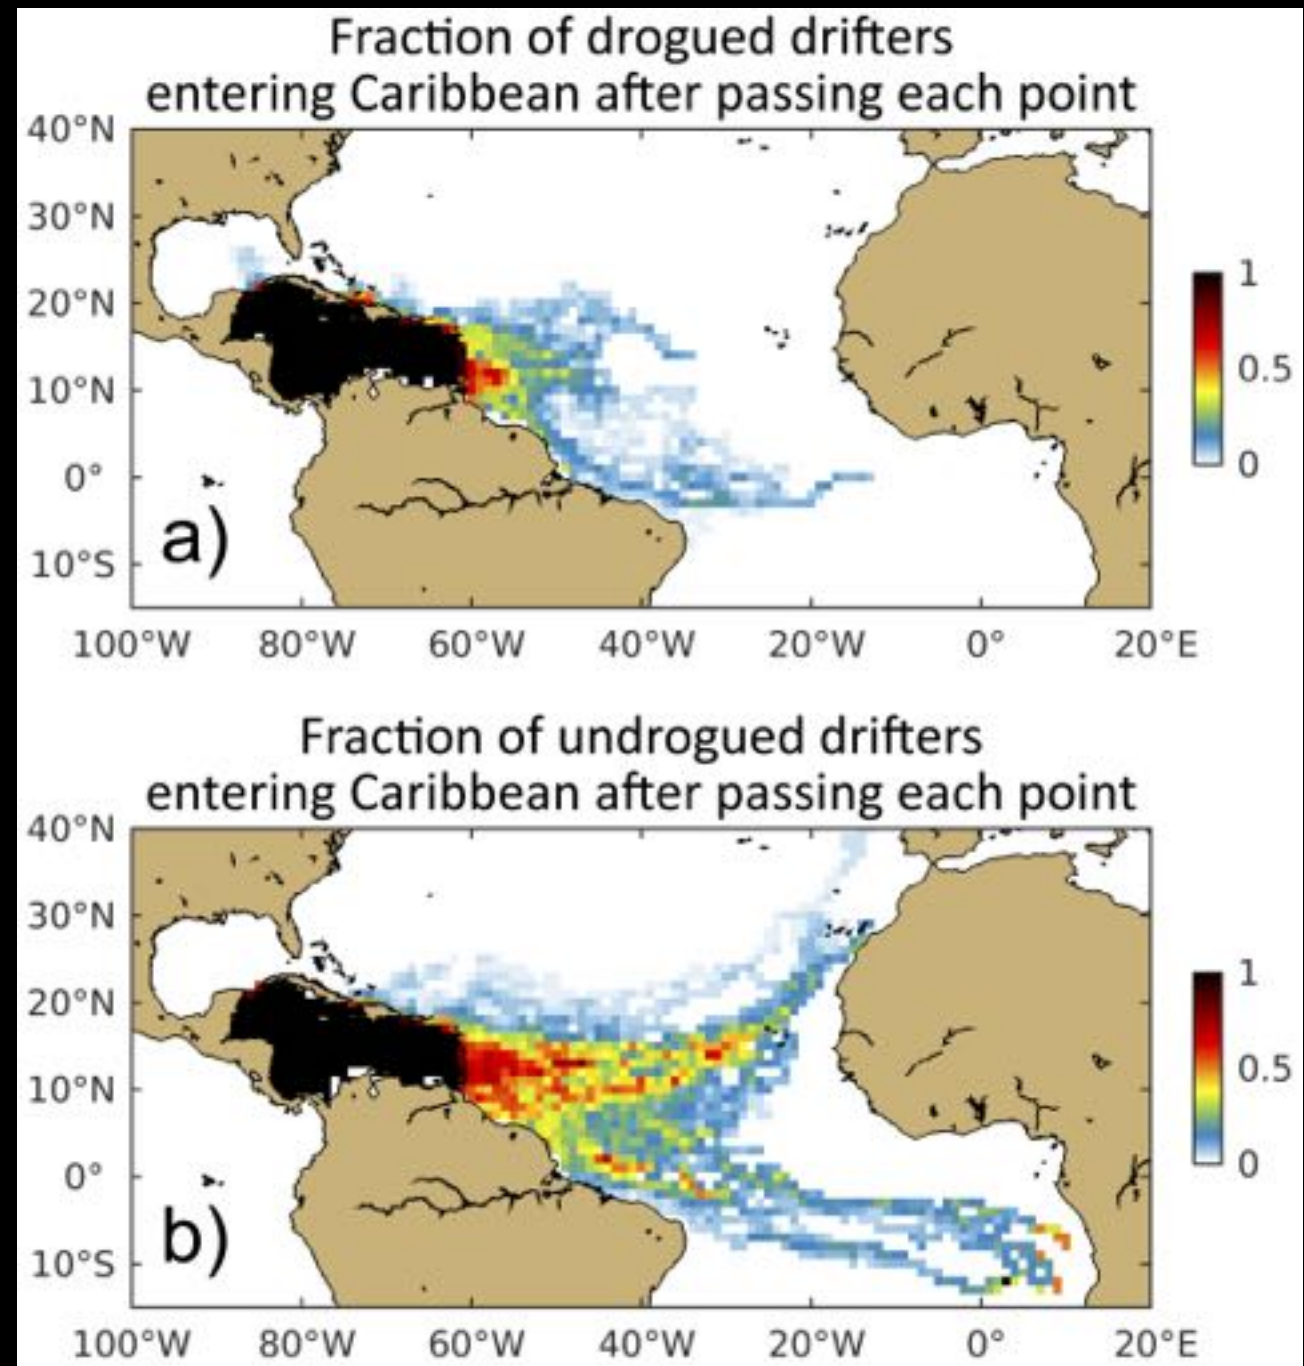 Fraction of drogued drifters
entering Caribbean after passing each point
40°N
30°N
20°N
10°N
0°
10°S
a)
1
0.5
0
100°W 80°W 60°W 40°W 20°W 0° 20°E
Fraction of undrogued drifters
entering Caribbean after passing each point
40°N
30°N
20°N
10°N
0°
10°S
b)
1
0.5
0
100°W 80°W 60°W 40°W 20°W 0° 20°E